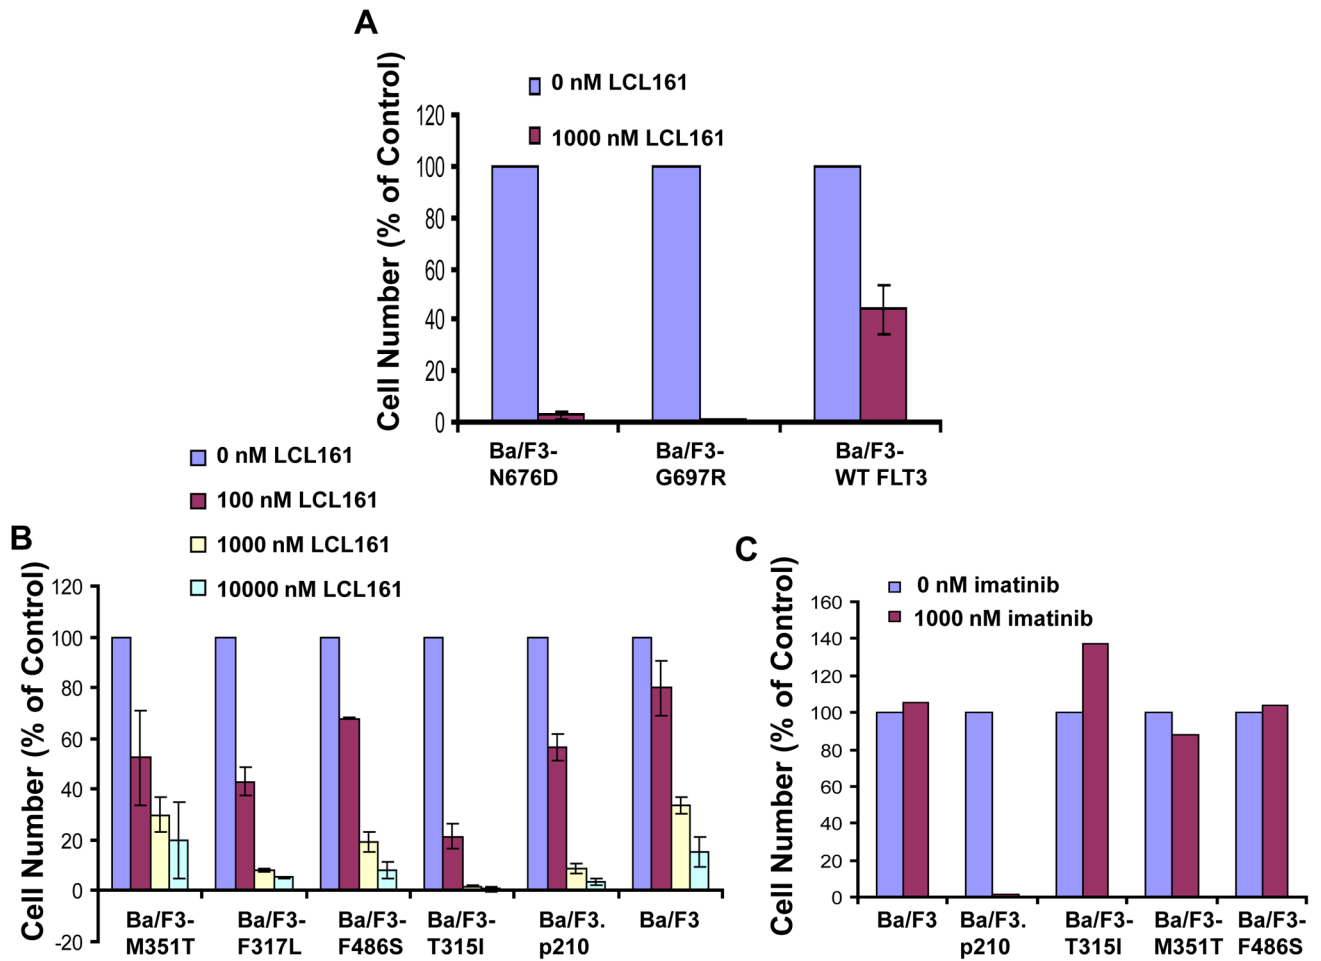 A
Cell Number (% of Control)
0 nM LCL161
1000 nM LCL161
120
100
80
60
40
20
0
Ba/F3-
N676D
Ba/F3-
G697R
Ba/F3-
WT FLT3
B
Cell Number (% of Control)
0 nM LCL161
100 nM LCL161
1000 nM LCL161
10000 nM LCL161
120
100
80
60
40
20
0
-20
Ba/F3-
M351T
Ba/F3-
F317L
Ba/F3-
F486S
Ba/F3-
T315I
Ba/F3.
p210
Ba/F3
C
Cell Number (% of Control)
0 nM imatinib
1000 nM imatinib
160
140
120
100
80
60
40
20
0
Ba/F3
Ba/F3.
p210
Ba/F3-
T315I
Ba/F3-
M351T
Ba/F3-
F486S